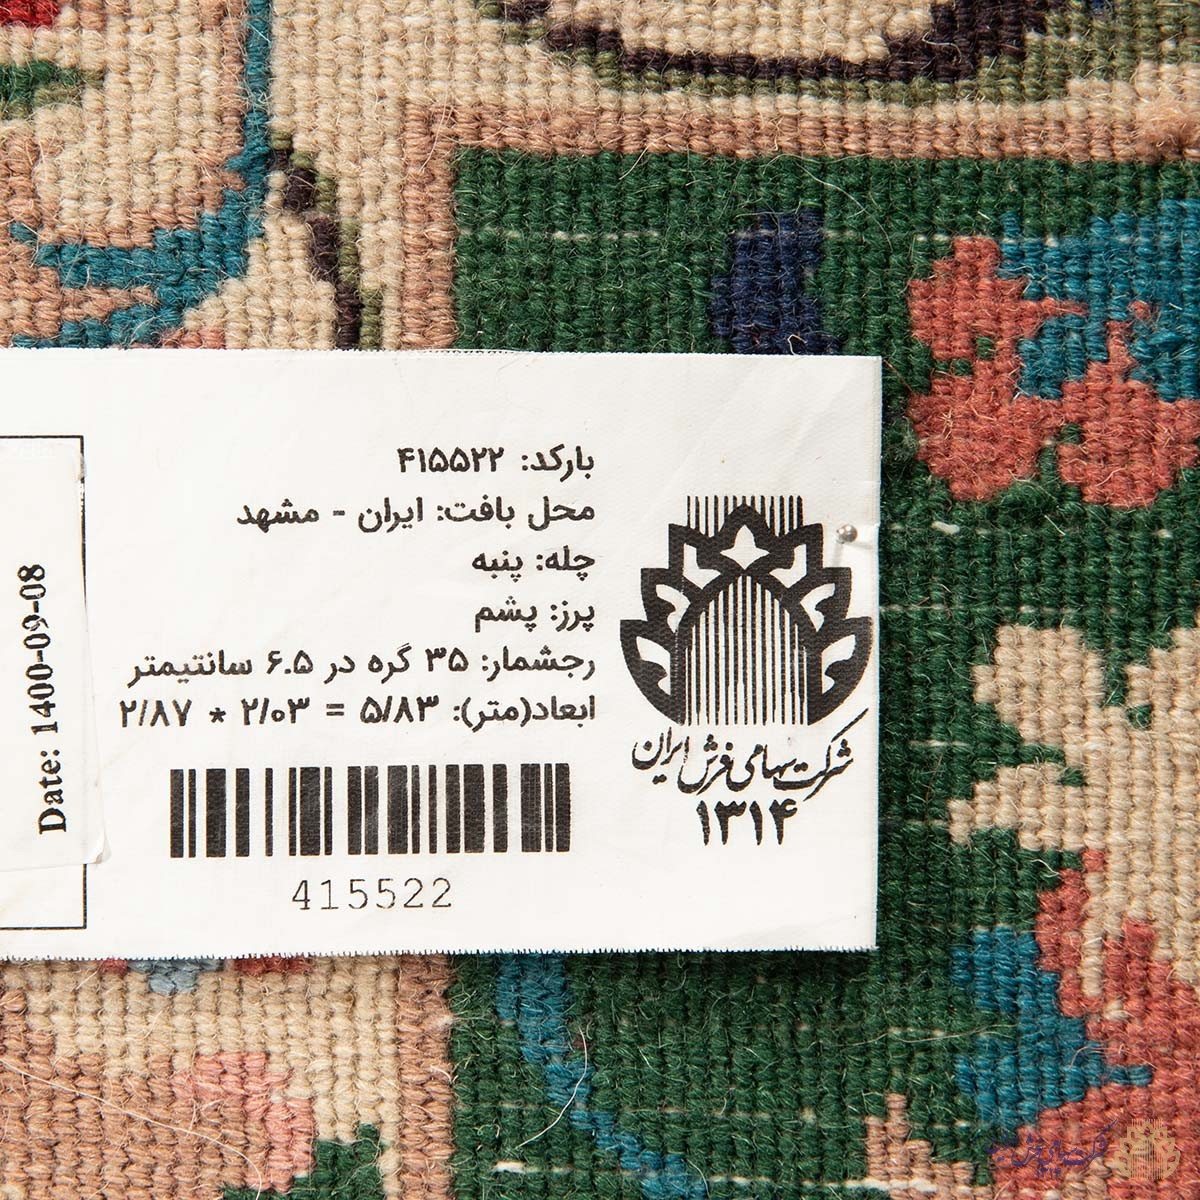 بارکد: ۴۱۵۵۲۲
محل بافت: ایران - مشهد
چله: پنبه
پرز: پشم
رجشمار: ۳۵ گره در ۶.۵ سانتیمتر
ابعاد(متر): ۵/۸۳ = ۲/۰۳ * ۲/۸۷
415522
شرکت سهامی فرش ایران
۱۳۱۴
Date: 1400-09-08